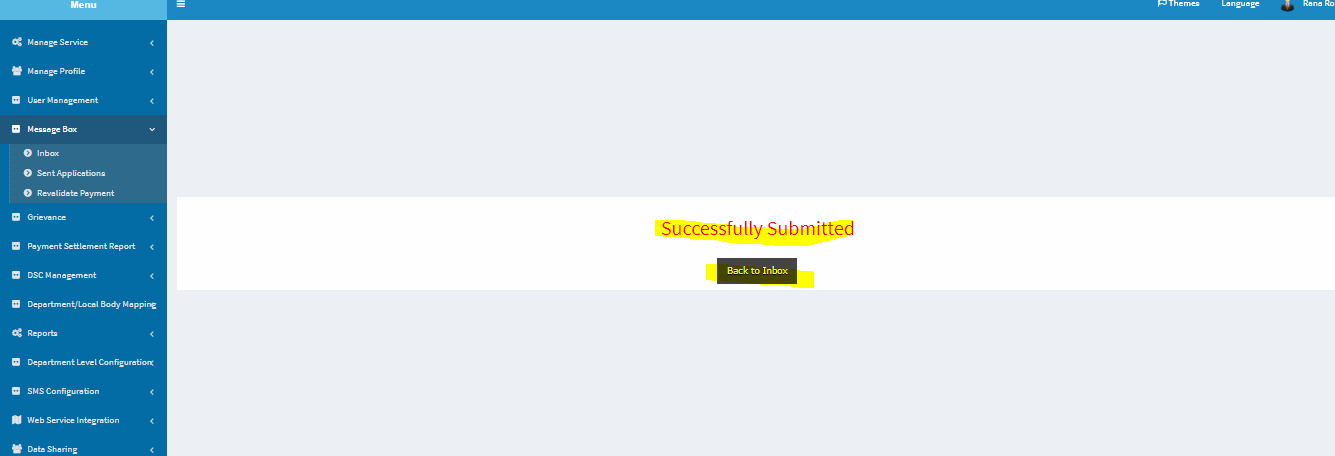 Menu
Themes
Language
Rana Ro
Manage Service
Manage Profile
User Management
Message Box
Inbox
Sent Applications
Revalidate Payment
Grievance
Payment Settlement Report
DSC Management
Department/Local Body Mapping
Reports
Department Level Configuration
SMS Configuration
Web Service Integration
Data Sharing
Successfully Submitted
Back to Inbox